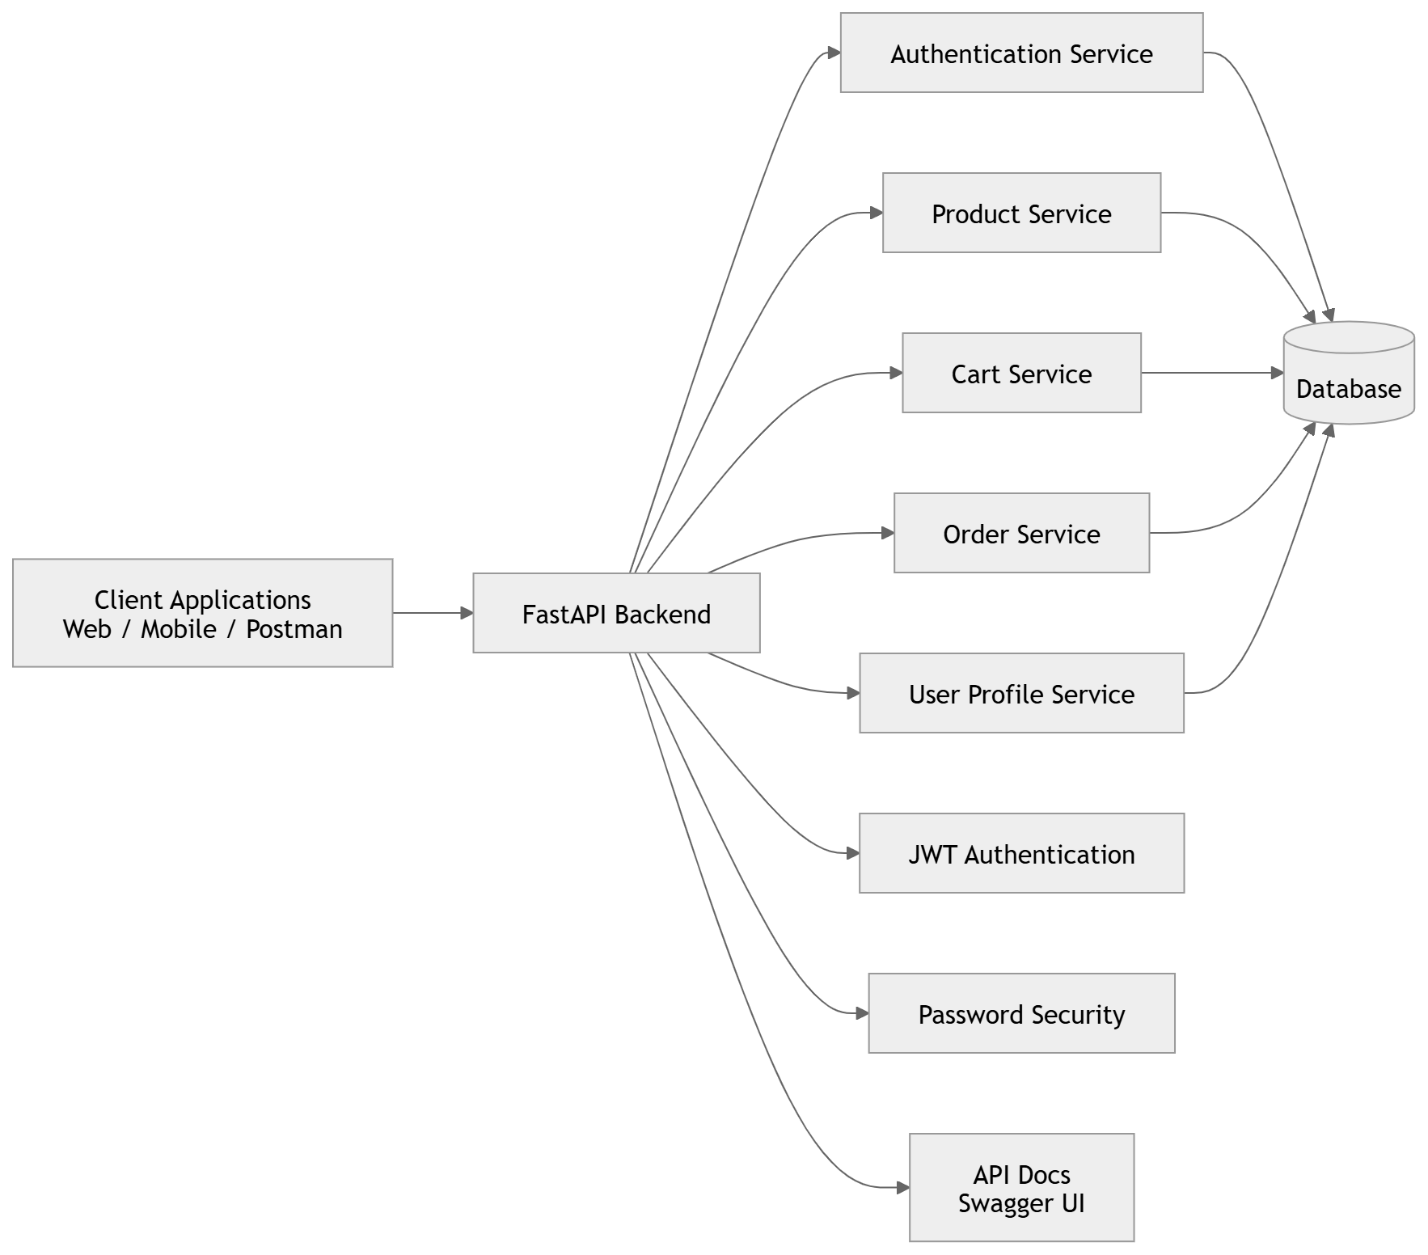 Authentication Service
Product Service
Cart Service
Database
Order Service
Client Applications
Web / Mobile / Postman
FastAPI Backend
User Profile Service
JWT Authentication
Password Security
API Docs
Swagger UI